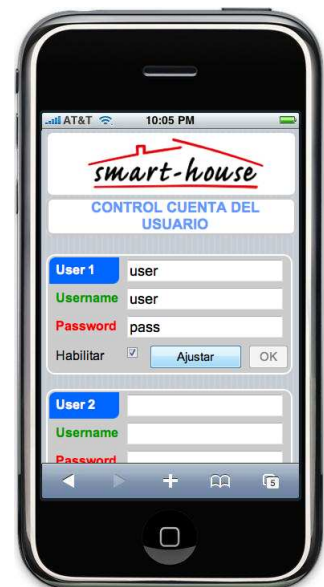 AT&T 10:05 PM
smart-house
CONTROL CUENTA DEL
USUARIO
User 1 user
Username user
Password pass
Habilitar Ajustar OK
User 2
Username
Password
5